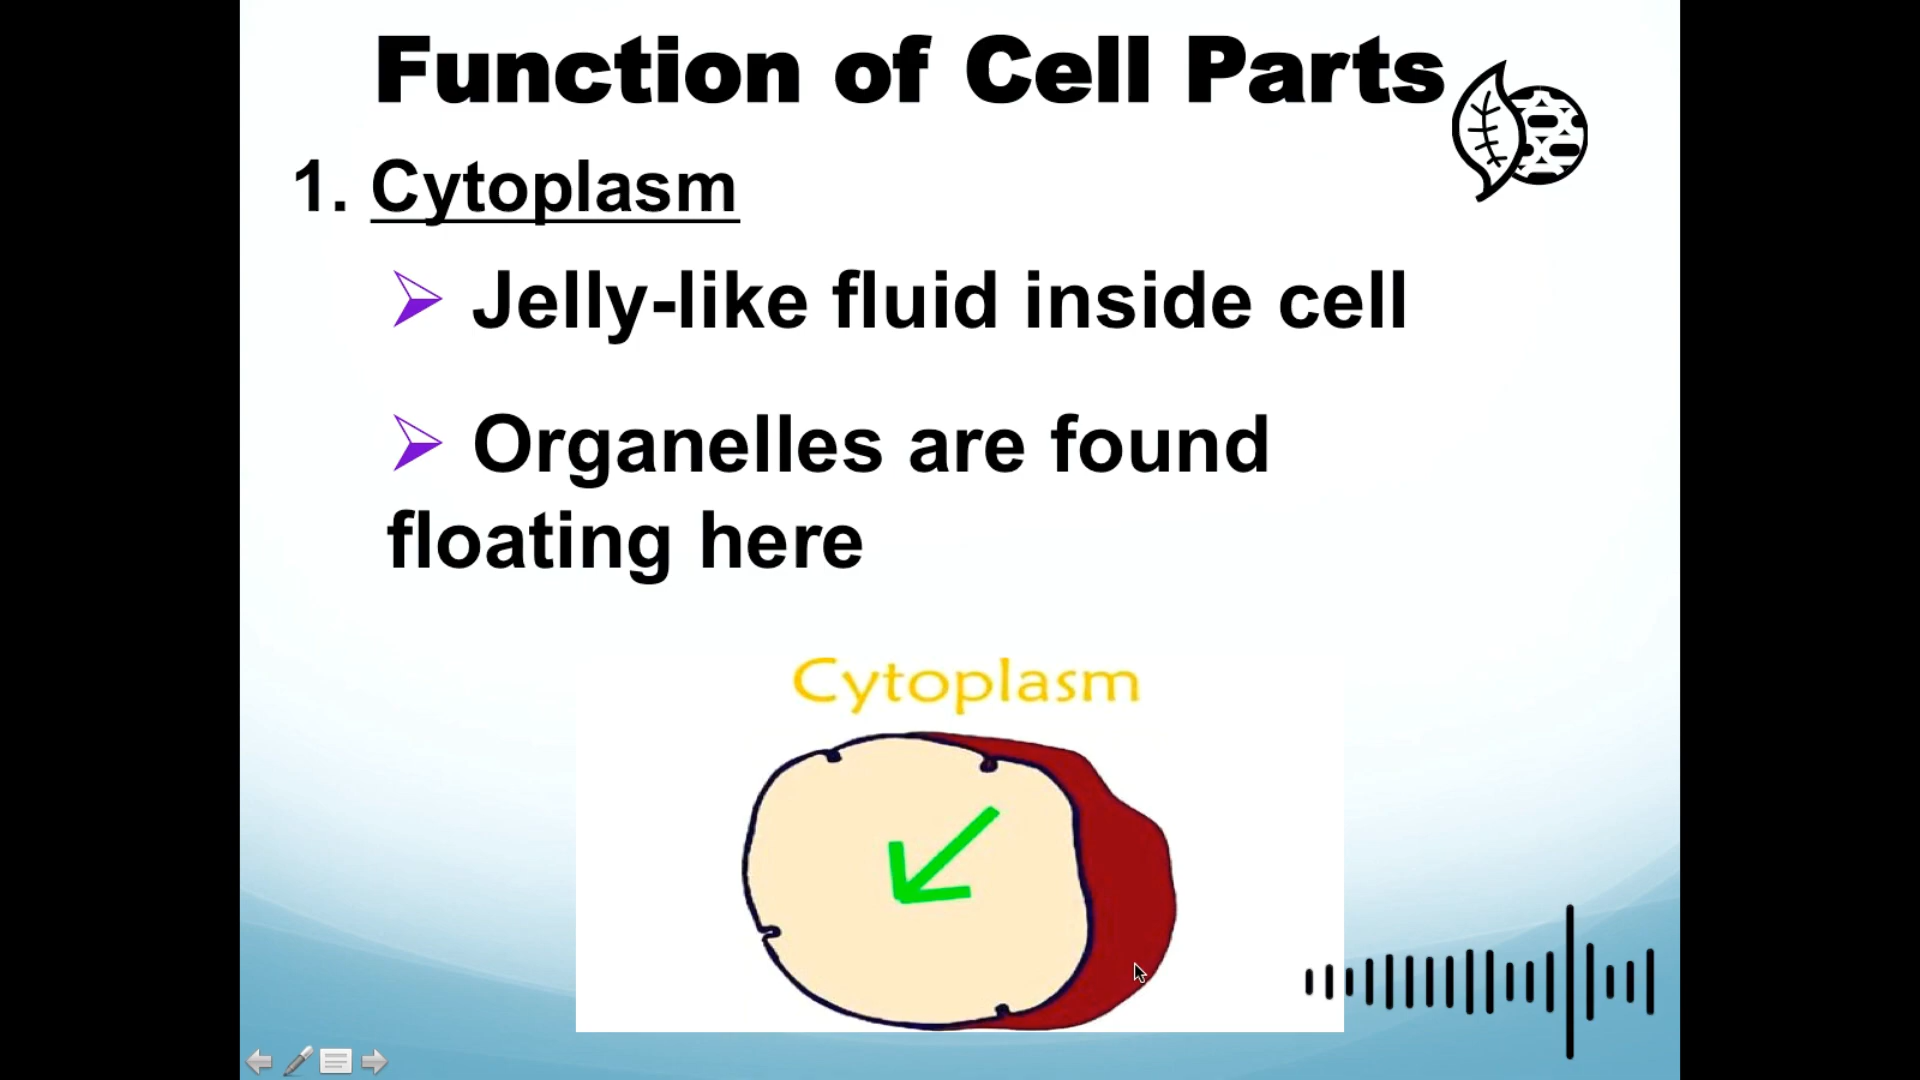 Function of Cell Parts
1. Cytoplasm
Jelly-like fluid inside cell
Organelles are found
floating here
Cytoplasm